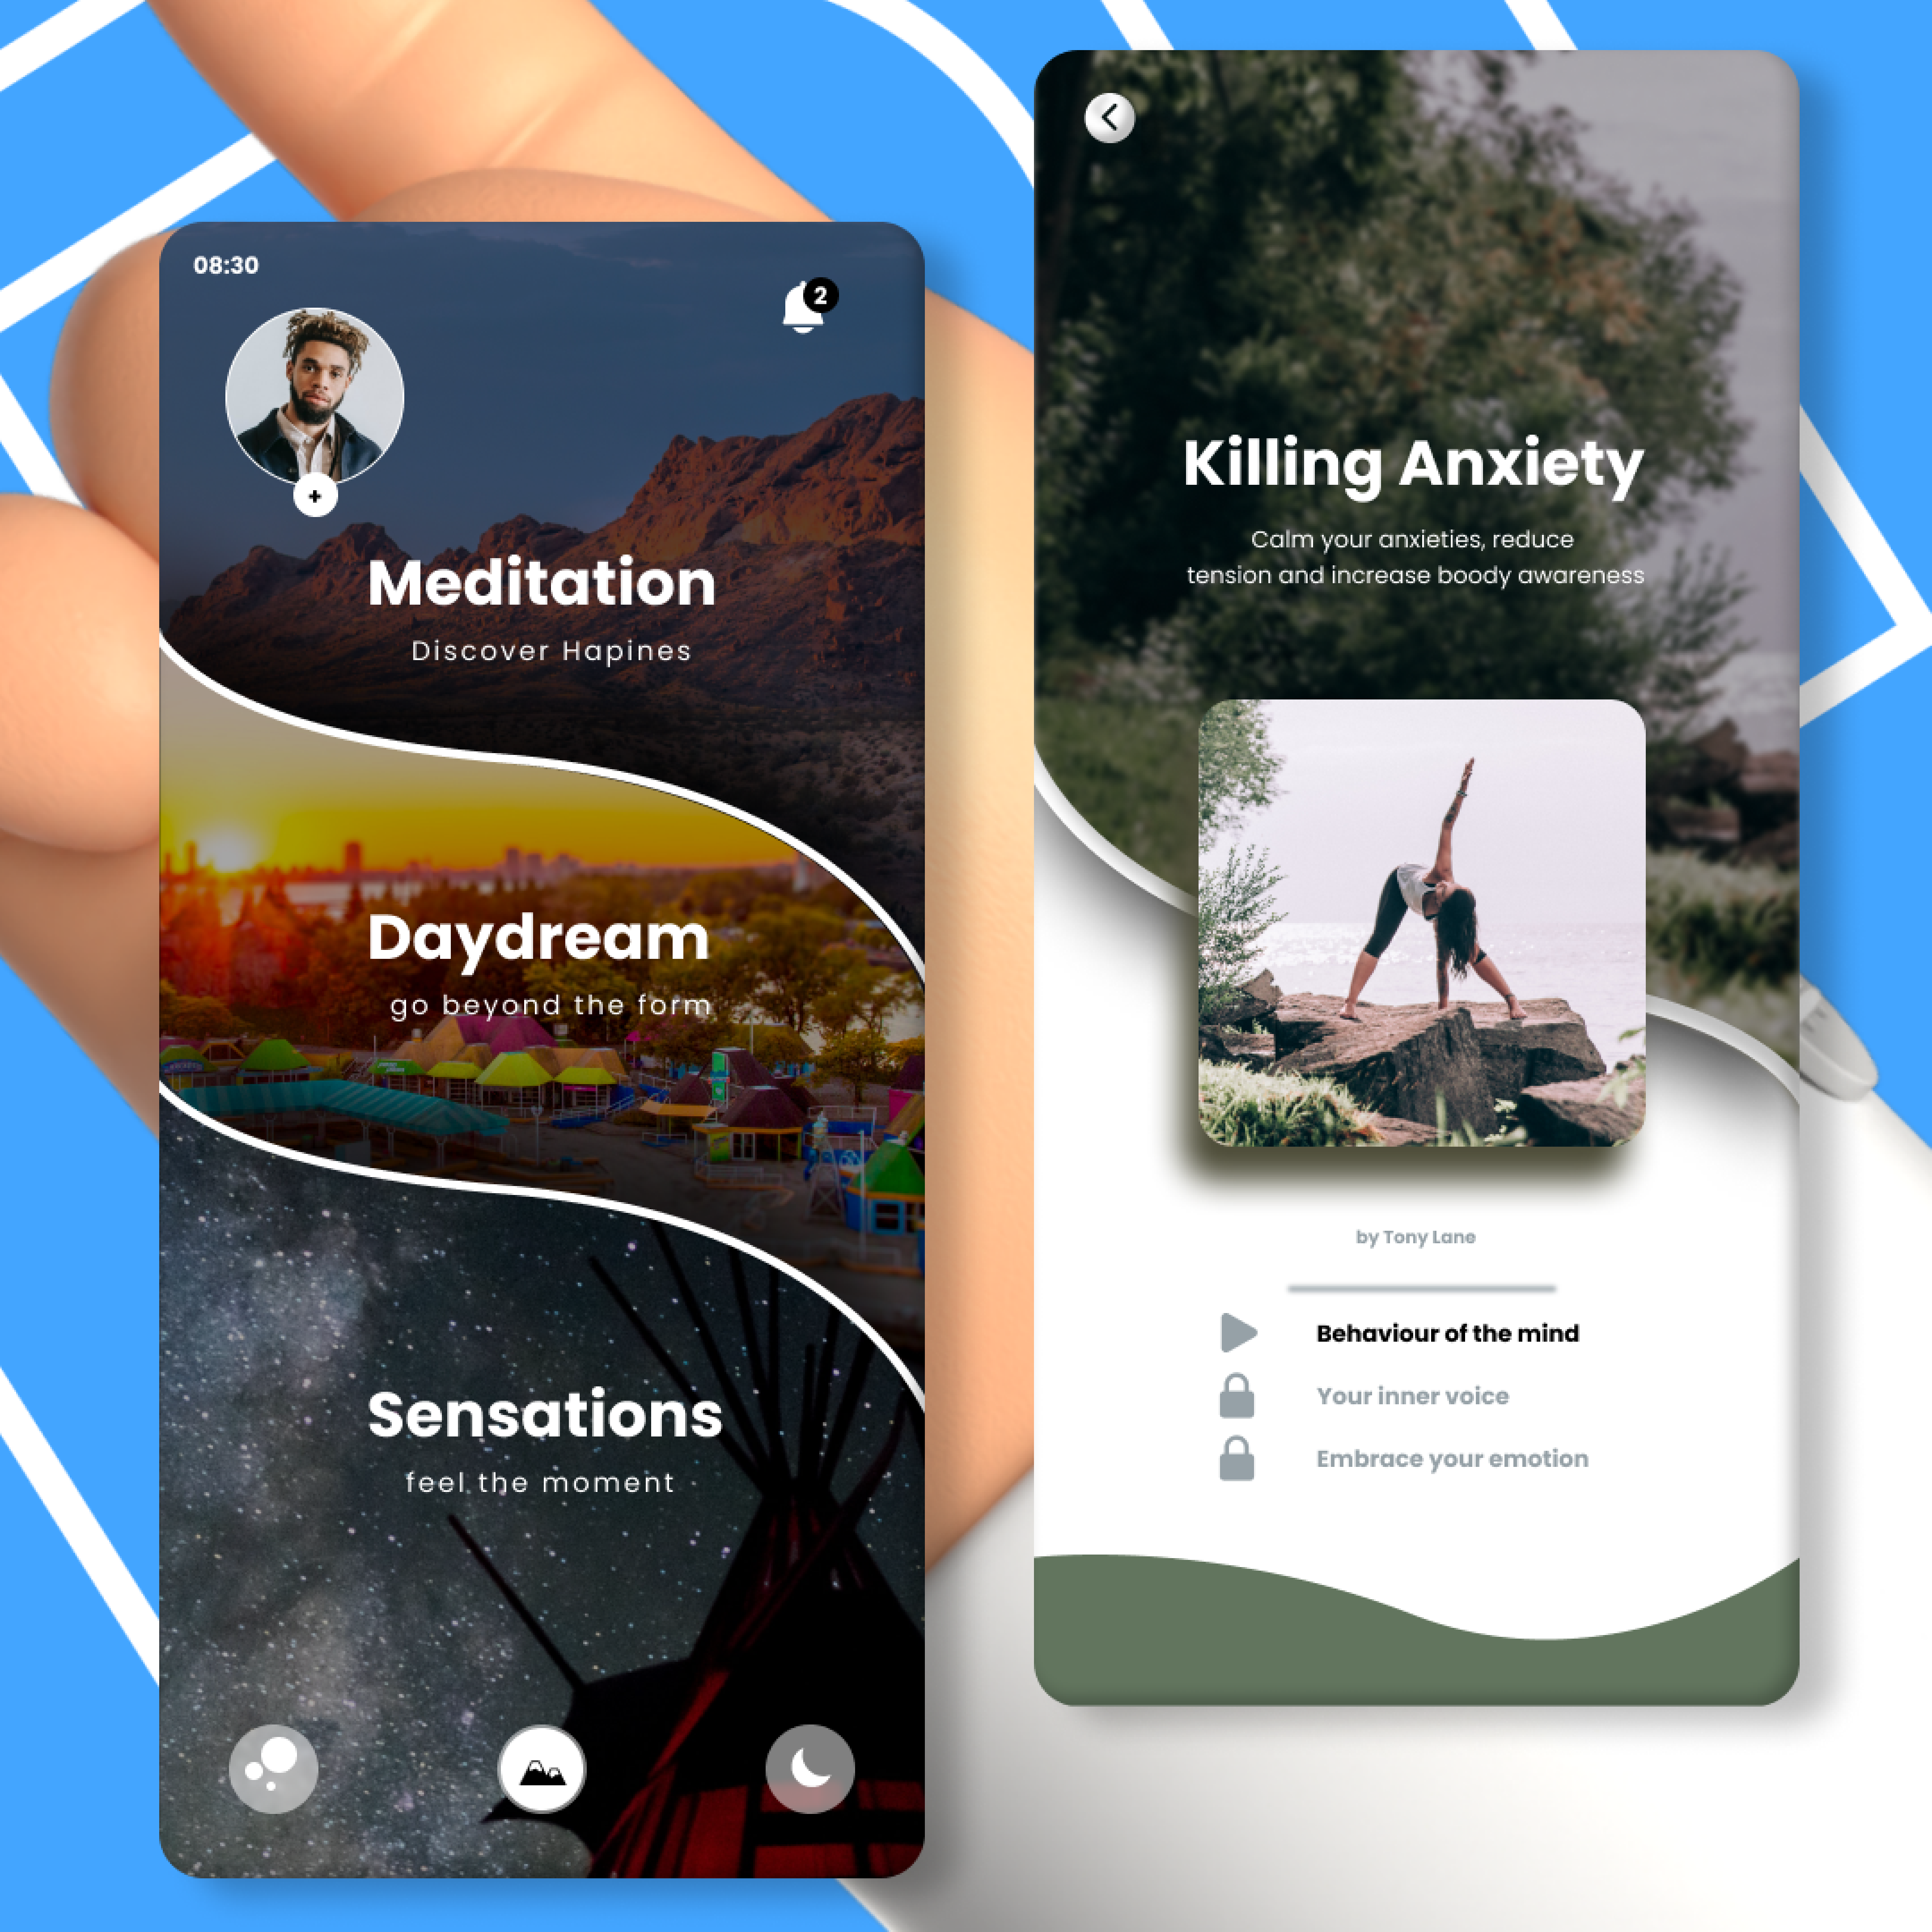 08:30
2
Meditation
Discover Hapines
Daydream
go beyond the form
Sensations
feel the moment
Killing Anxiety
Calm your anxieties, reduce
tension and increase boody awareness
by Tony Lane
Behaviour of the mind
Your inner voice
Embrace your emotion